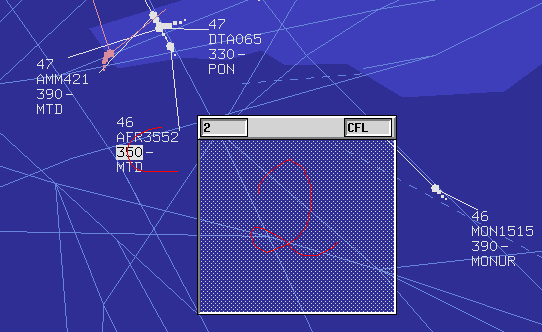 47
DTA065
330-
PON
47
AMM421
390-
MTD
46
AFR3552
350-
MTD
2
CFL
46
MON1515
390-
MONUR